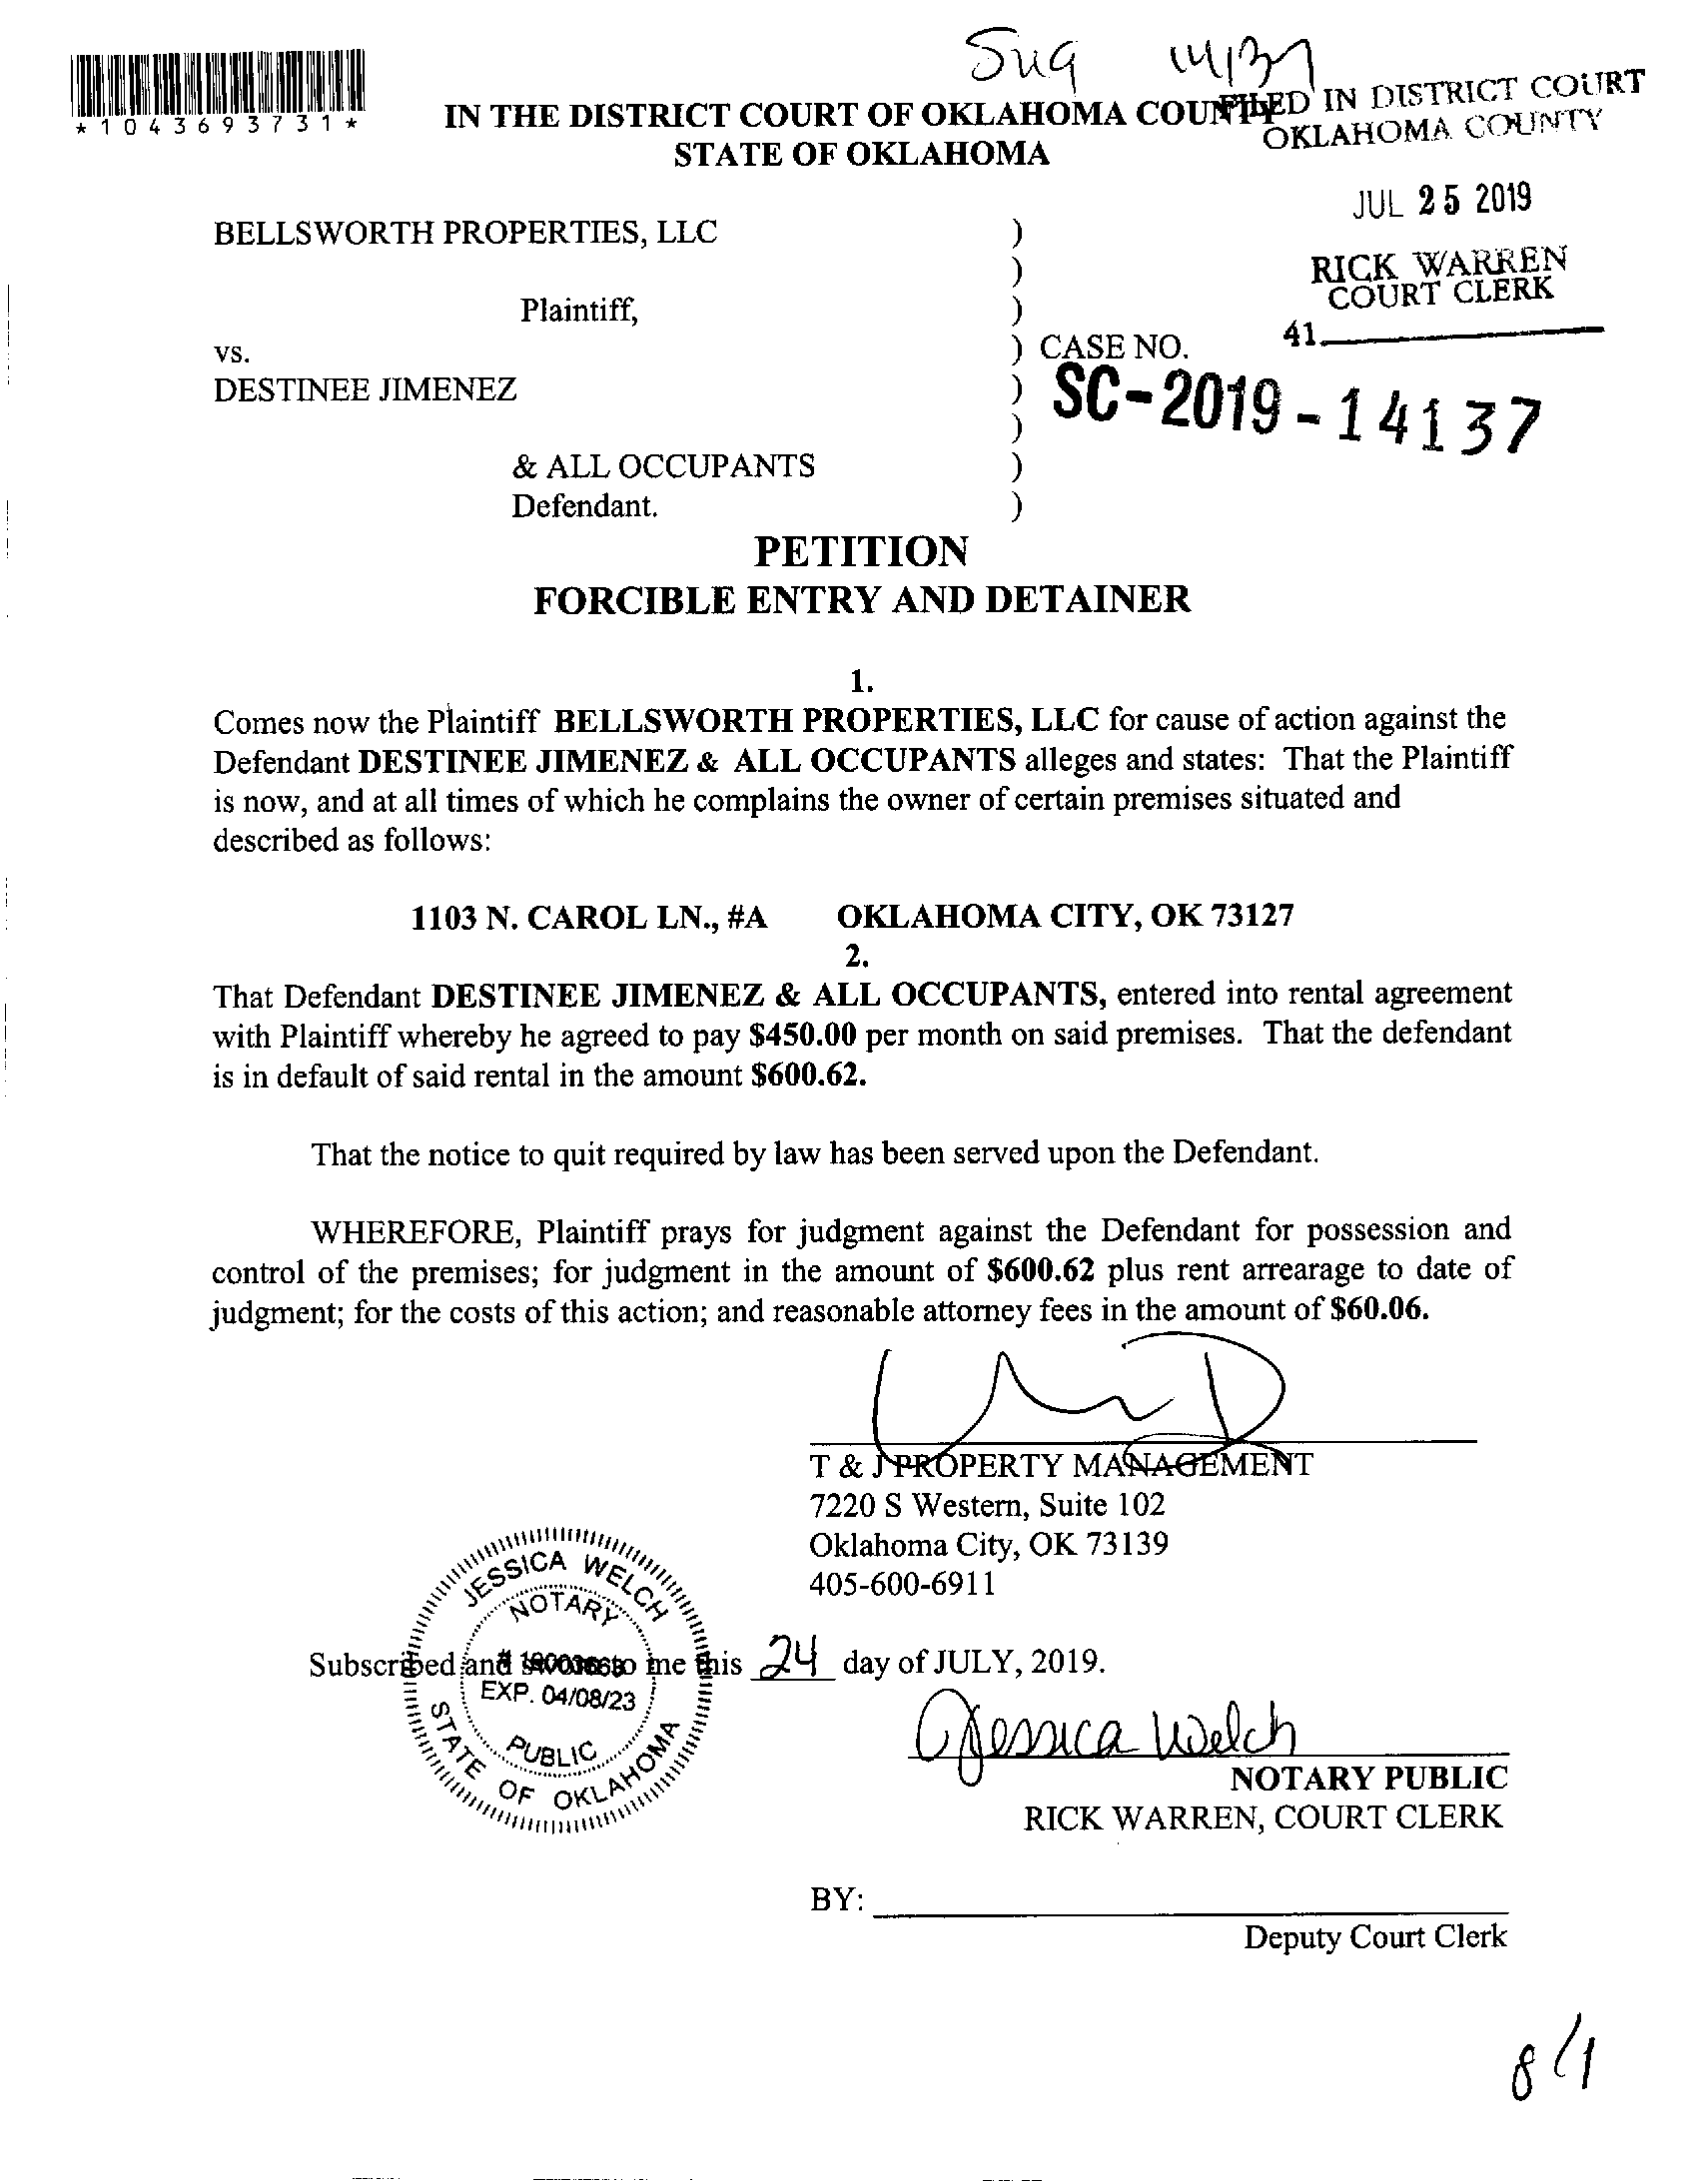 Sug 14137
*1043693731*
IN THE DISTRICT COURT OF OKLAHOMA COUNTY
STATE OF OKLAHOMA
FILED IN DISTRICT COURT
OKLAHOMA COUNTY
JUL 25 2019
RICK WARREN
COURT CLERK
41
BELLSWORTH PROPERTIES, LLC )
)
Plaintiff, )
vs. ) CASE NO.
DESTINEE JIMENEZ ) SC-2019-14137
)
& ALL OCCUPANTS )
Defendant. )
PETITION
FORCIBLE ENTRY AND DETAINER
1.
Comes now the Plaintiff BELLSWORTH PROPERTIES, LLC for cause of action against the
Defendant DESTINEE JIMENEZ & ALL OCCUPANTS alleges and states: That the Plaintiff
is now, and at all times of which he complains the owner of certain premises situated and
described as follows:
1103 N. CAROL LN., #A OKLAHOMA CITY, OK 73127
2.
That Defendant DESTINEE JIMENEZ & ALL OCCUPANTS, entered into rental agreement
with Plaintiff whereby he agreed to pay $450.00 per month on said premises. That the defendant
is in default of said rental in the amount $600.62.
That the notice to quit required by law has been served upon the Defendant.
WHEREFORE, Plaintiff prays for judgment against the Defendant for possession and
control of the premises; for judgment in the amount of $600.62 plus rent arrearage to date of
judgment; for the costs of this action; and reasonable attorney fees in the amount of $60.06.
T & J PROPERTY MANAGEMENT
7220 S Western, Suite 102
Oklahoma City, OK 73139
405-600-6911
JESSICA WELCH
NOTARY
EXP. 04/08/23
PUBLIC
STATE OF OKLAHOMA
Subscribed and sworn to me this 24 day of JULY, 2019.
Jessica Welch
NOTARY PUBLIC
RICK WARREN, COURT CLERK
BY:
Deputy Court Clerk
8/1